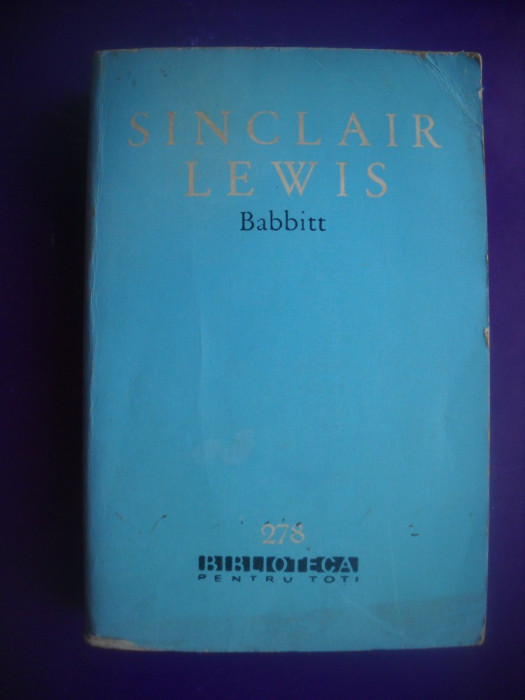 SINCLAIR
LEWIS
Babbitt
278
BIBLIOTECA
PENTRU TOTI